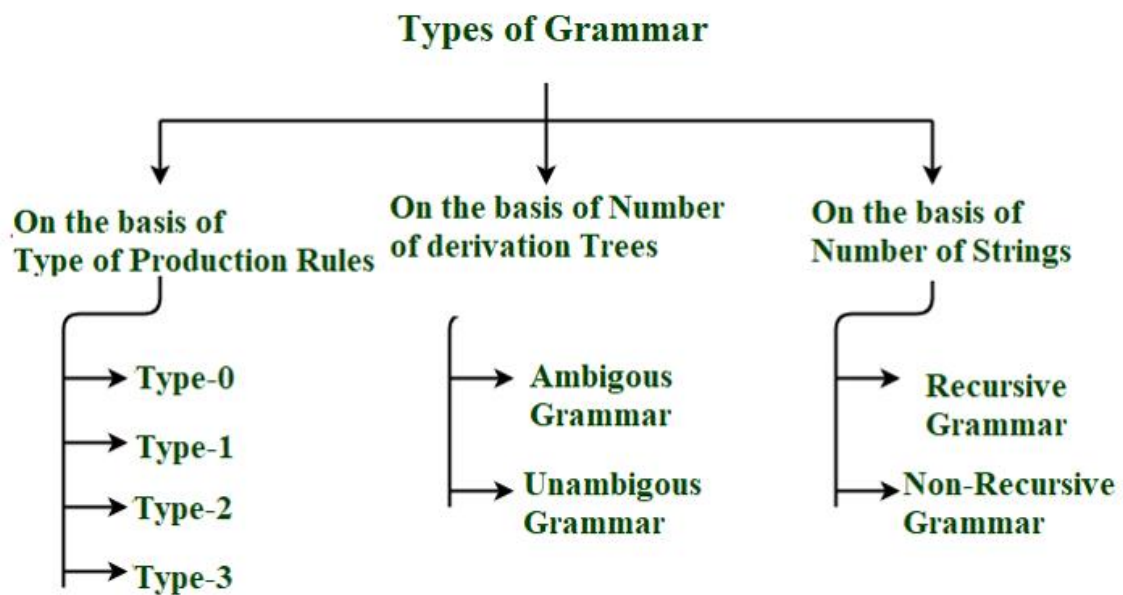 Types of Grammar
On the basis of
Type of Production Rules
Type-0
Type-1
Type-2
Type-3
On the basis of Number
of derivation Trees
Ambigous
Grammar
Unambigous
Grammar
On the basis of
Number of Strings
Recursive
Grammar
Non-Recursive
Grammar